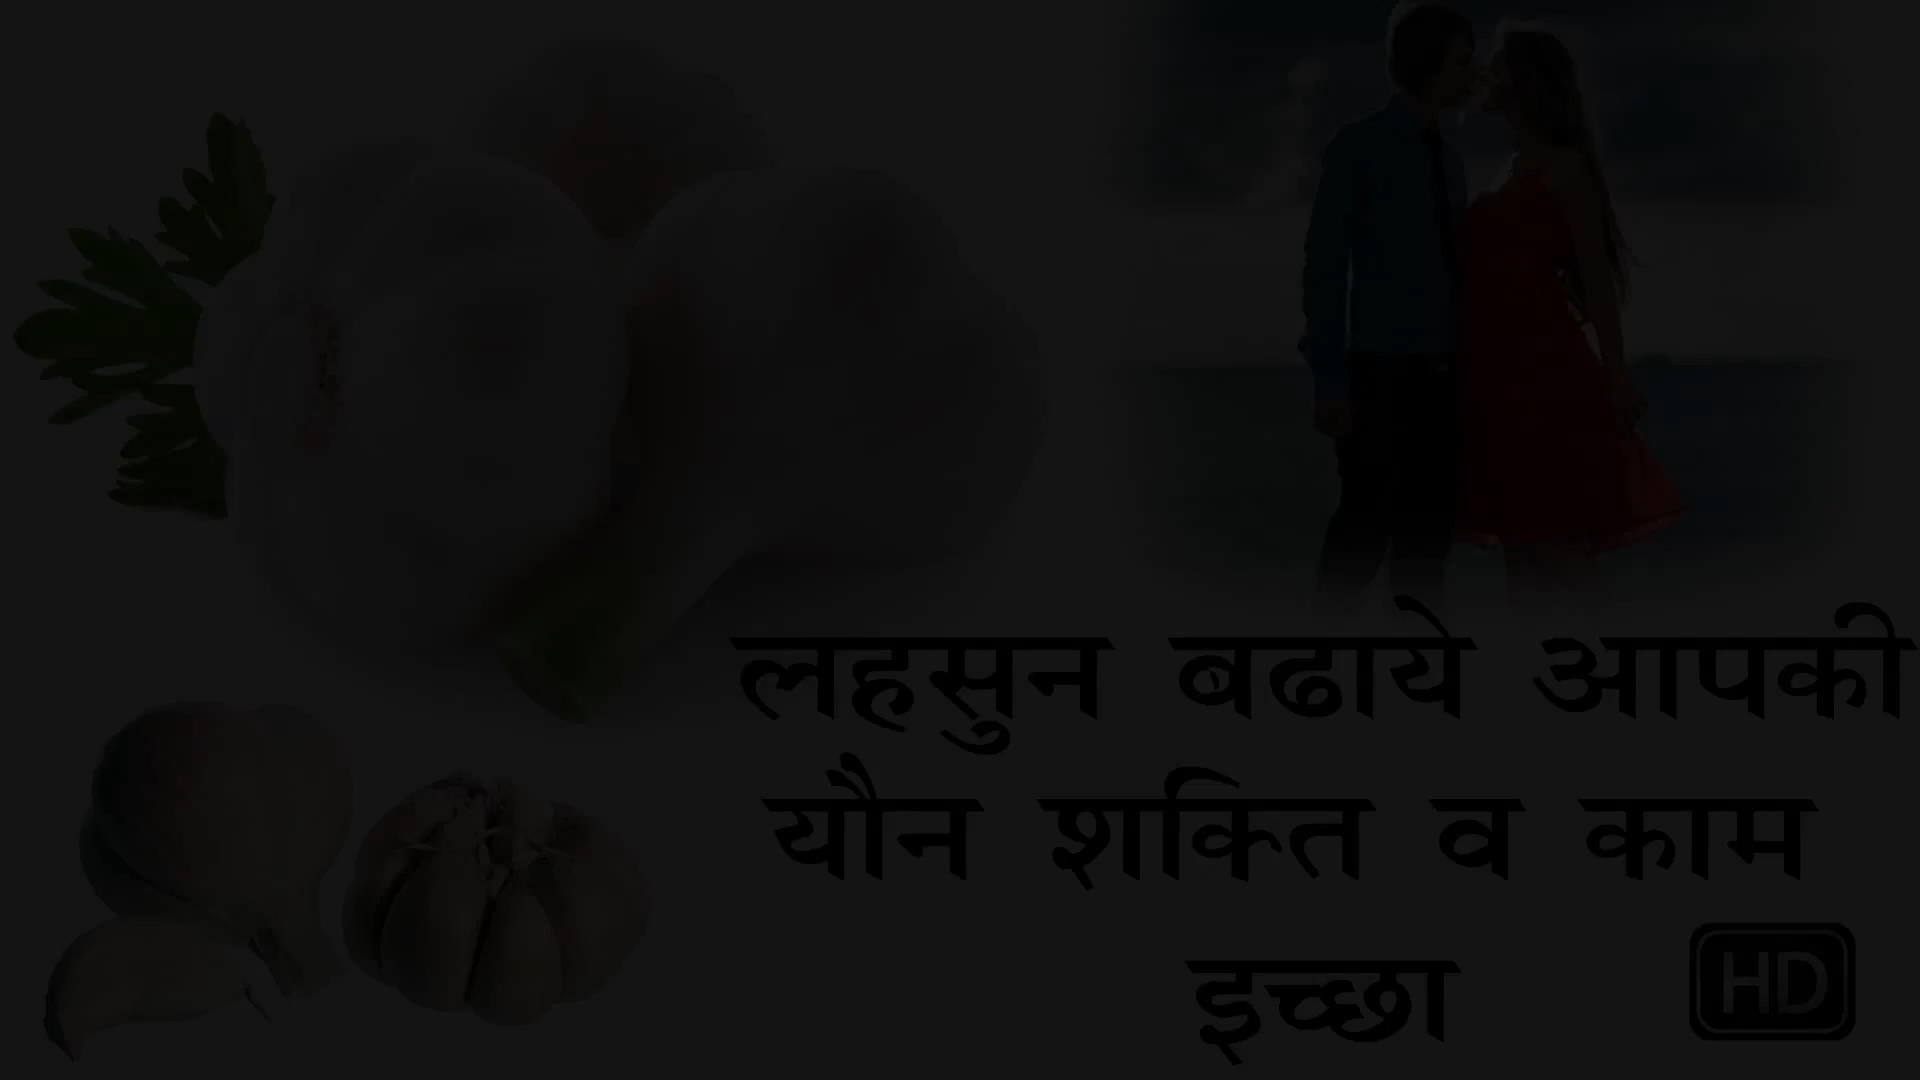 लहसुन बढाये आपकी
यौन शक्ति व काम
इच्छा
HD